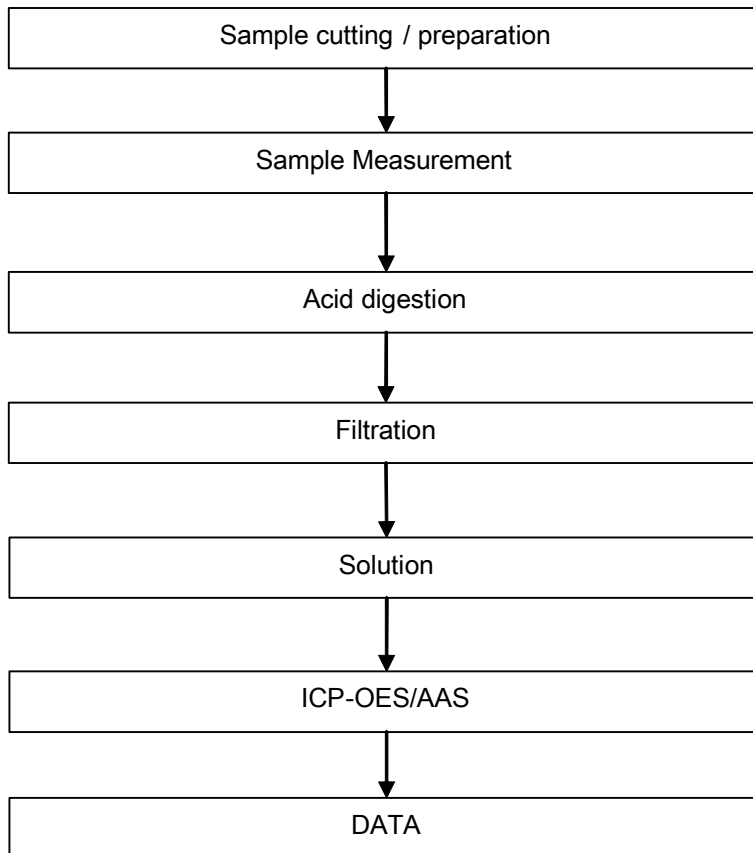 Sample cutting / preparation
Sample Measurement
Acid digestion
Filtration
Solution
ICP-OES/AAS
DATA